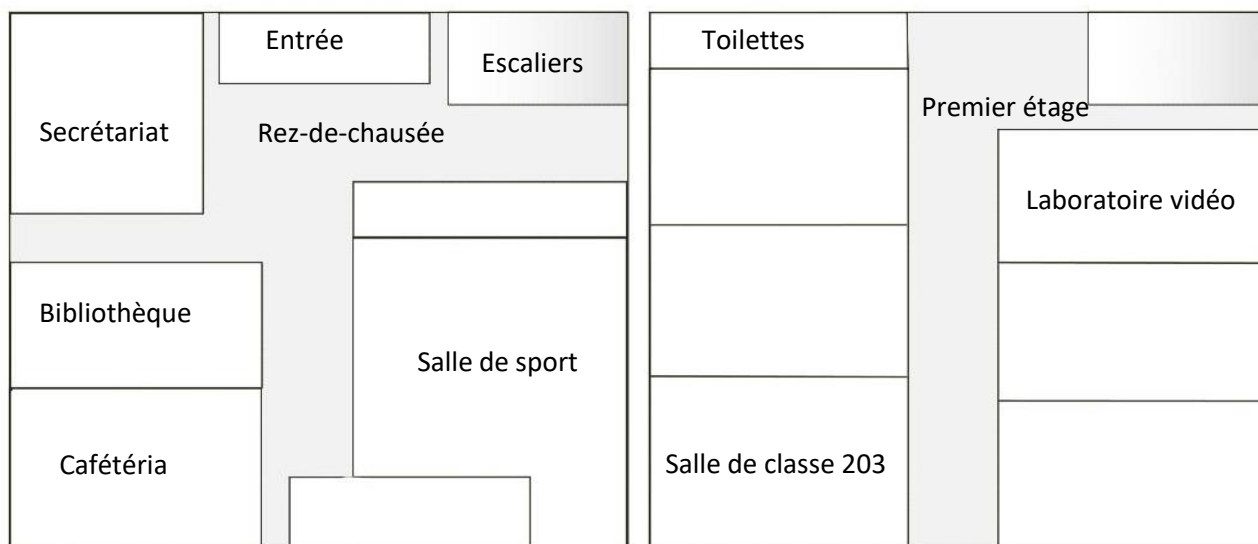 Entrée
Escaliers
Secrétariat
Rez-de-chausée
Bibliothèque
Salle de sport
Cafétéria
Toilettes
Premier étage
Laboratoire vidéo
Salle de classe 203